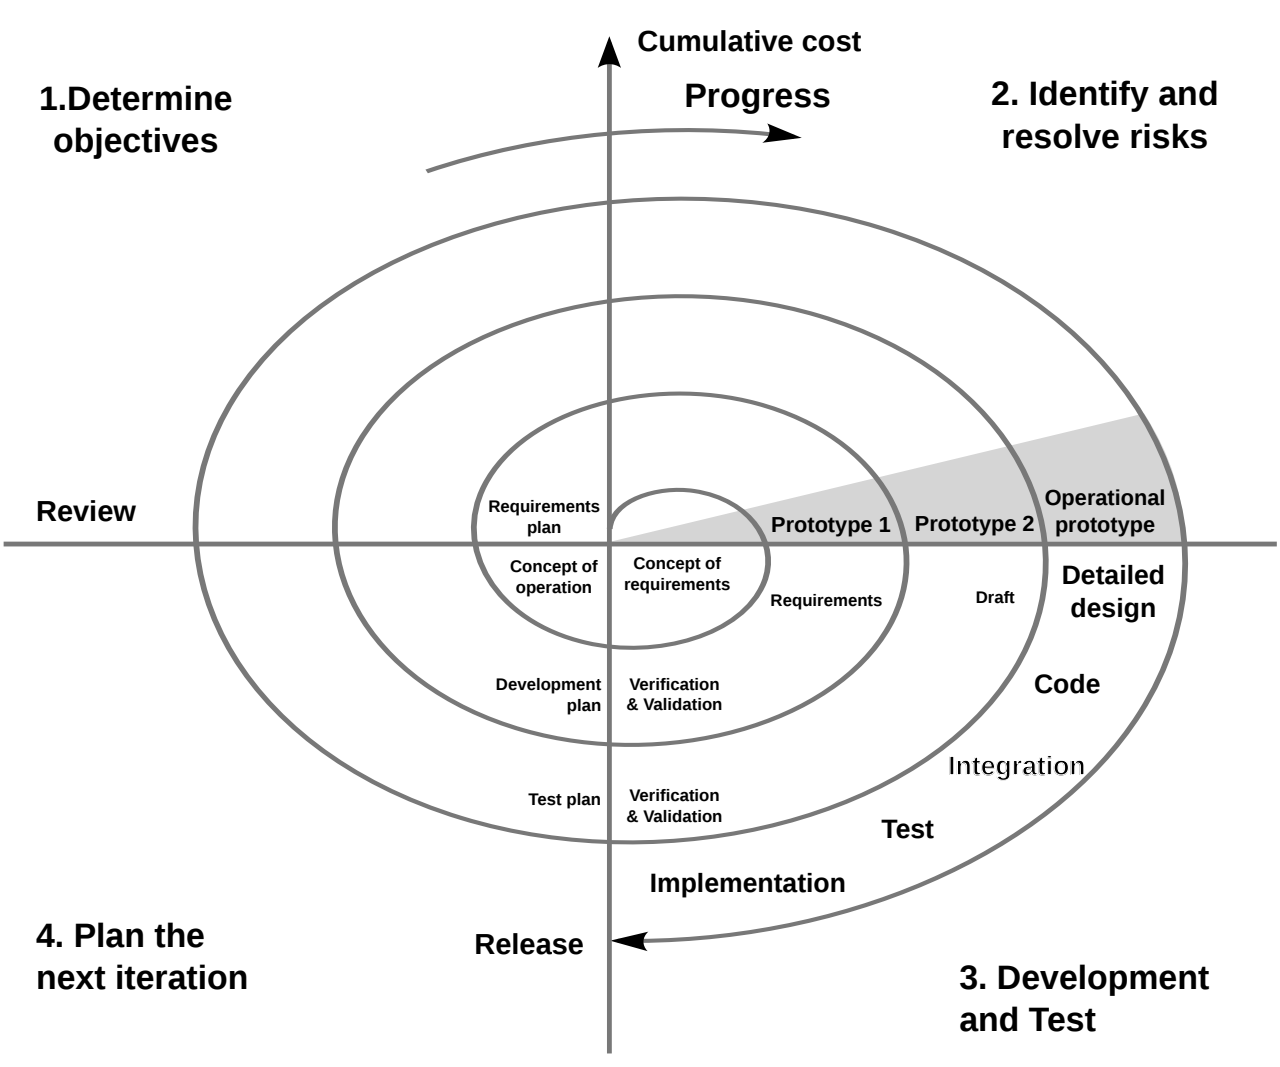 Cumulative cost
Progress
1.Determine
objectives
2. Identify and
resolve risks
Review
Requirements
plan
Prototype 1
Prototype 2
Operational
prototype
Concept of
operation
Concept of
requirements
Requirements
Draft
Detailed
design
Development
plan
Verification
& Validation
Code
Integration
Test plan
Verification
& Validation
Test
Implementation
Release
4. Plan the
next iteration
3. Development
and Test